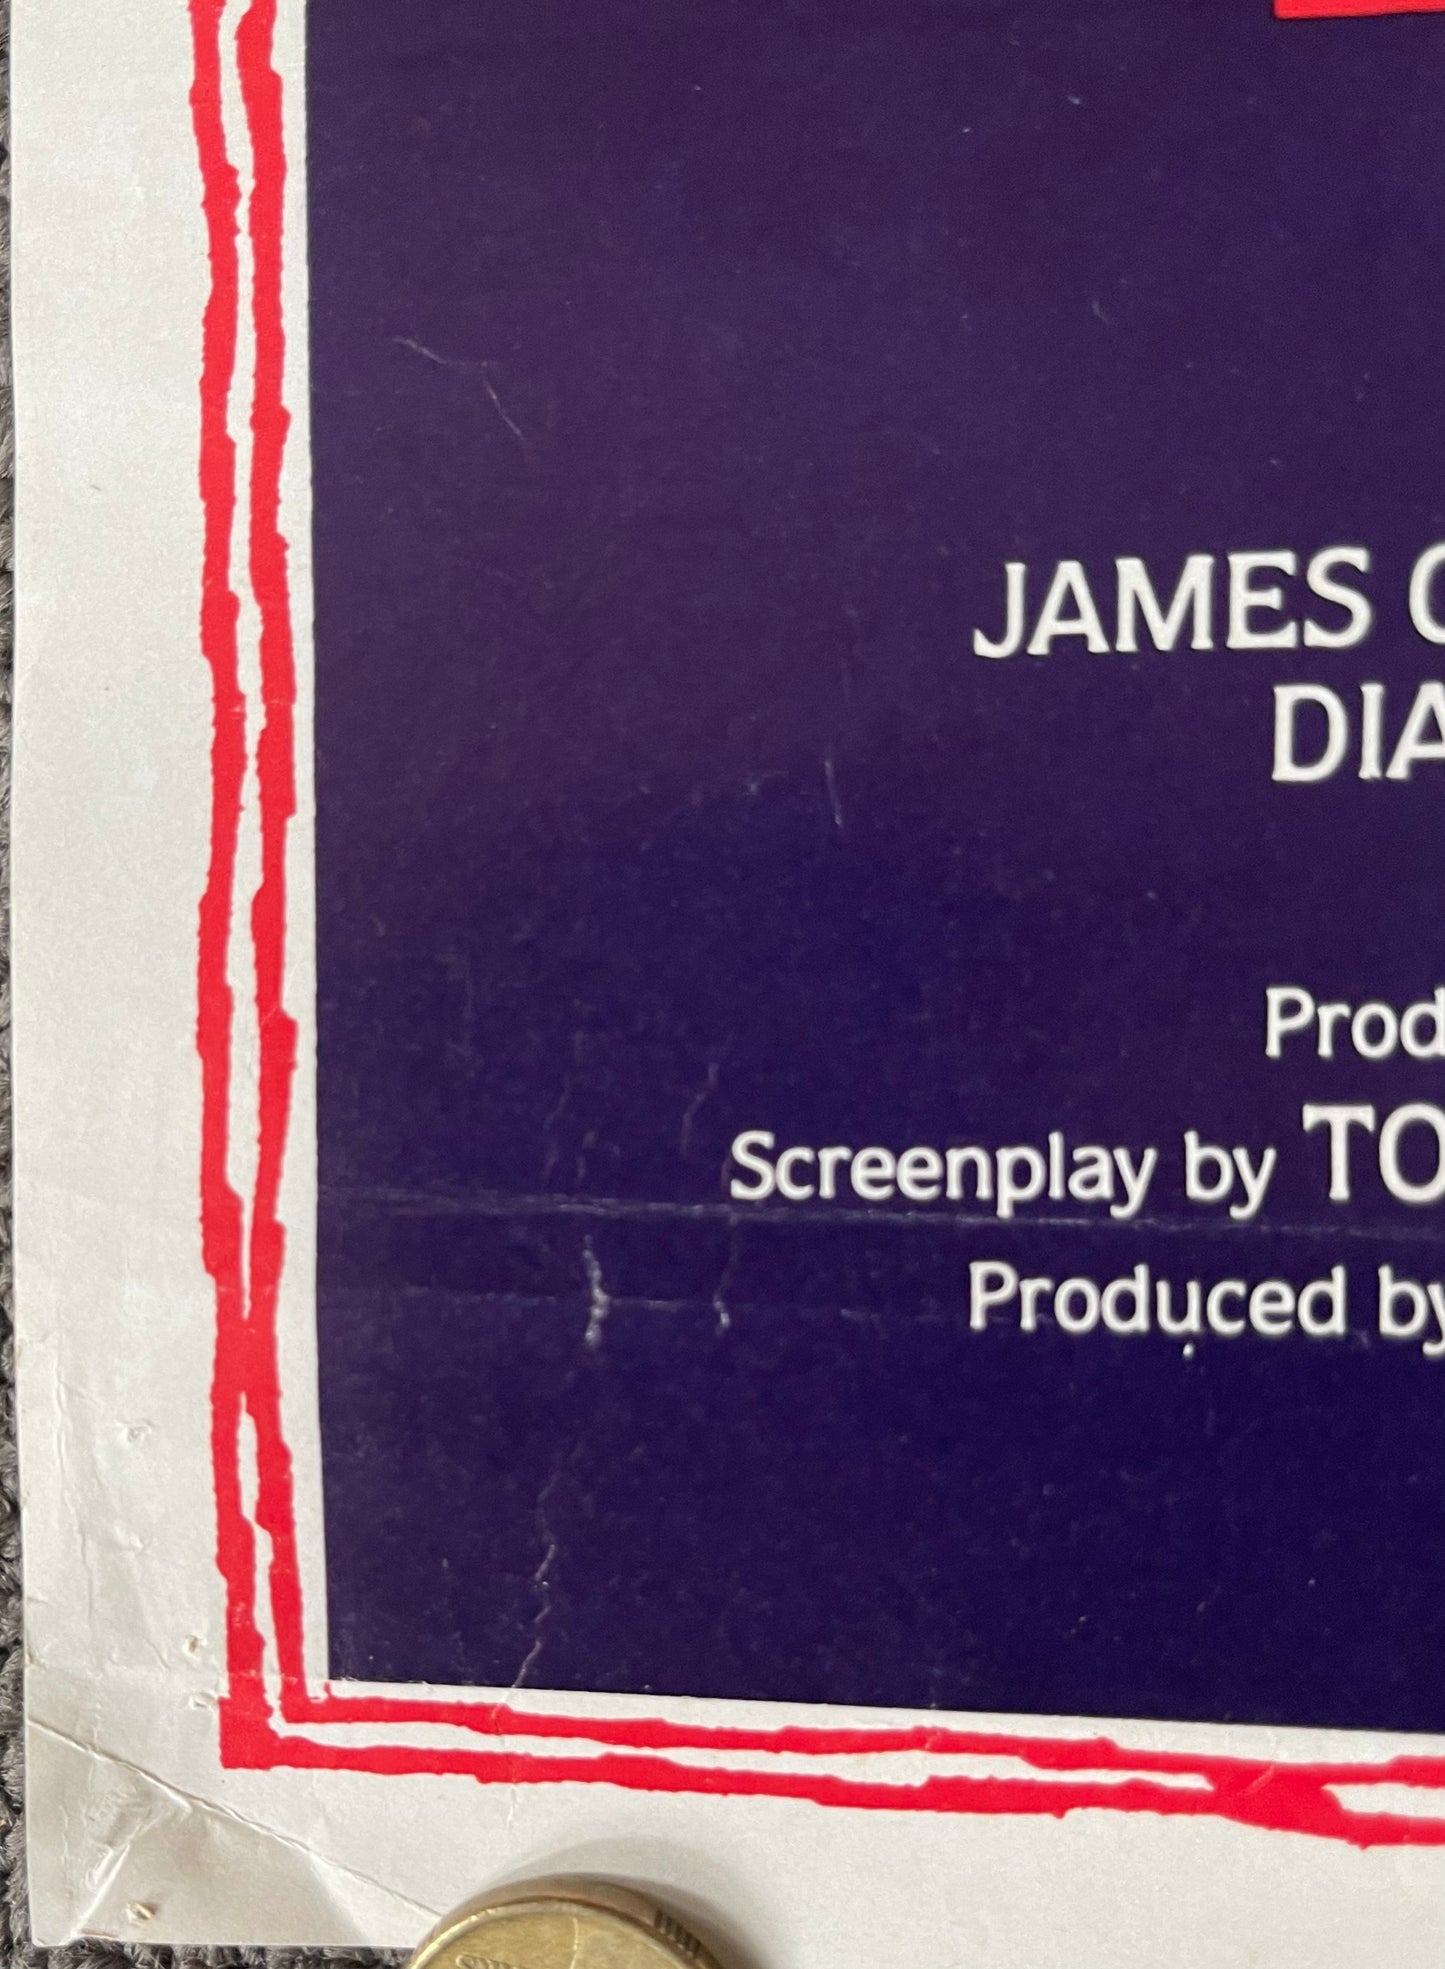 JAMES
DIA
Prod
Screenplay by TO
Produced by